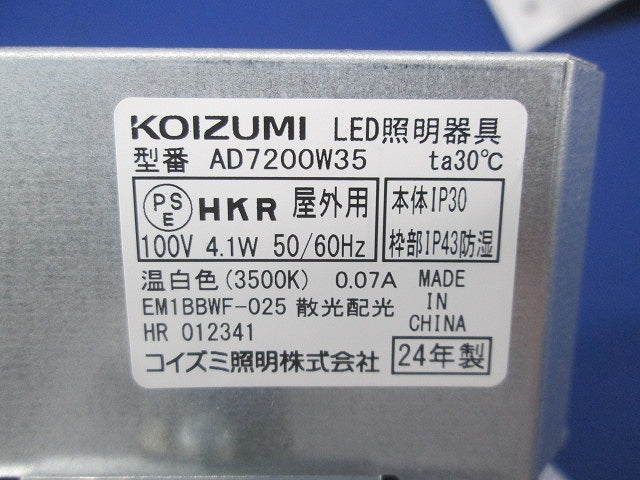 KOIZUMI LED照明器具
型番 AD7200W35 ta30℃
PS E HKR 屋外用
100V 4.1W 50/60Hz
本体IP30
枠部IP43防湿
温白色(3500K) 0.07A
EM1BBWF-025 散光配光
HR 012341
MADE
IN
CHINA
コイズミ照明株式会社
24年製